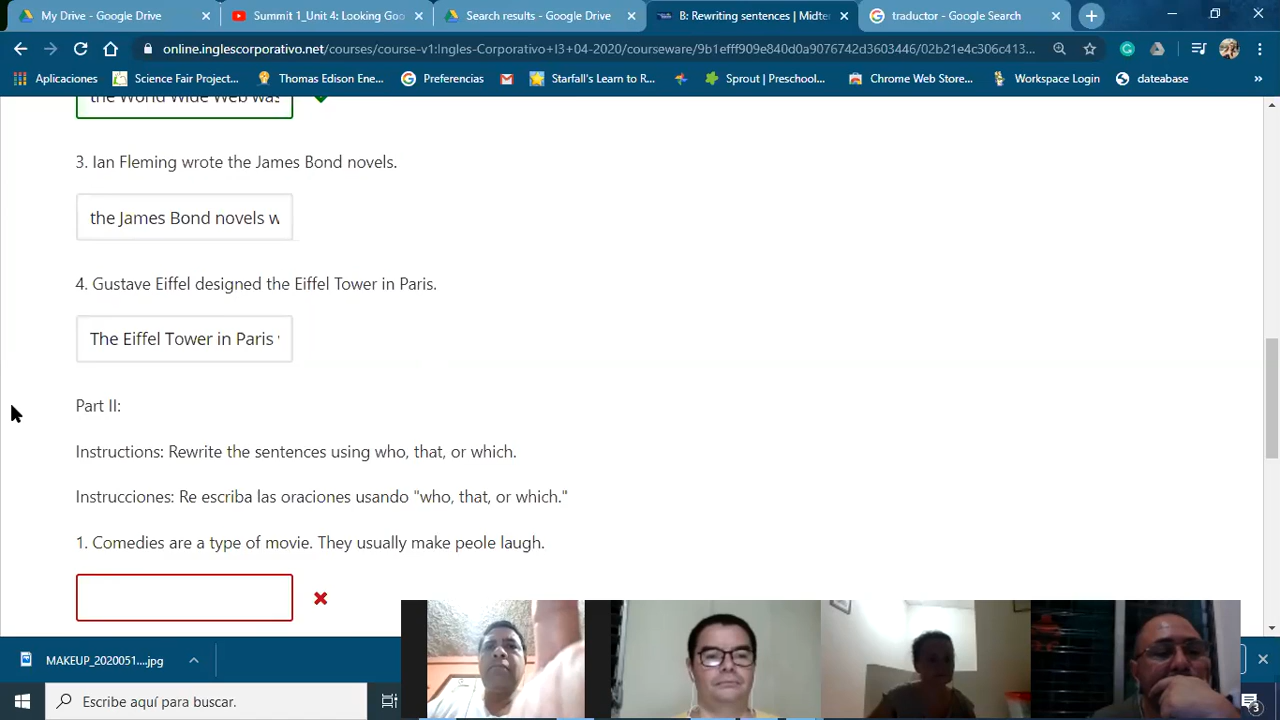 My Drive - Google Drive
Summit 1_Unit 4: Looking Goo
Search results - Google Drive
B: Rewriting sentences | Midter
traductor - Google Search
online.inglescorporativo.net/courses/course-v1:Ingles-Corporativo+I3+04-2020/courseware/9b1efff909e840d0a9076742d3603446/02b21e4c306c413...
Aplicaciones
Science Fair Project...
Thomas Edison Ene...
Preferencias
Starfall's Learn to R...
Sprout | Preschool...
Chrome Web Store...
Workspace Login
dateabase
»
the World Wide Web was
3. Ian Fleming wrote the James Bond novels.
the James Bond novels w
4. Gustave Eiffel designed the Eiffel Tower in Paris.
The Eiffel Tower in Paris
Part II:
Instructions: Rewrite the sentences using who, that, or which.
Instrucciones: Re escriba las oraciones usando "who, that, or which."
1. Comedies are a type of movie. They usually make peole laugh.
MAKEUP_2020051....jpg
Escribe aquí para buscar.
3